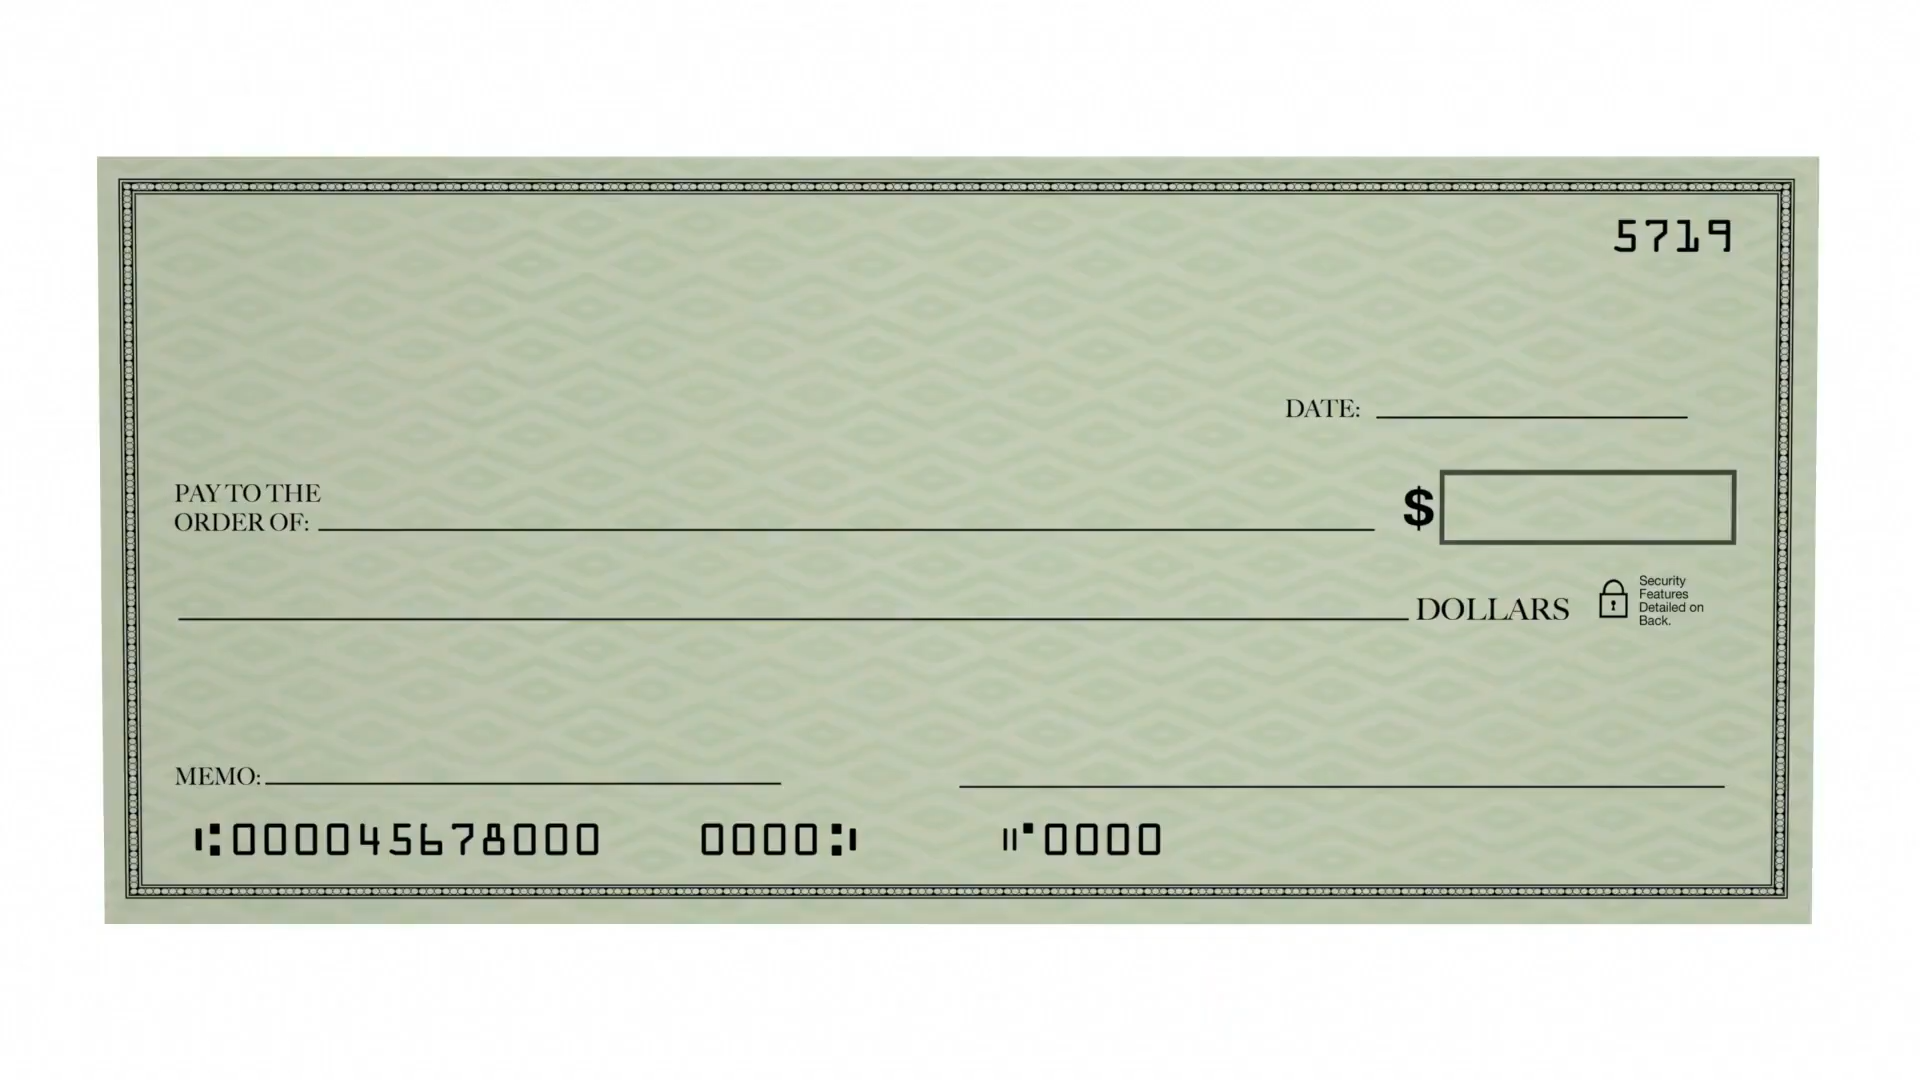 5719
DATE:
PAY TO THE
ORDER OF:
$
DOLLARS
Security
Features
Detailed on
Back.
MEMO:
⑆000045678000 0000⑆ ⑈0000